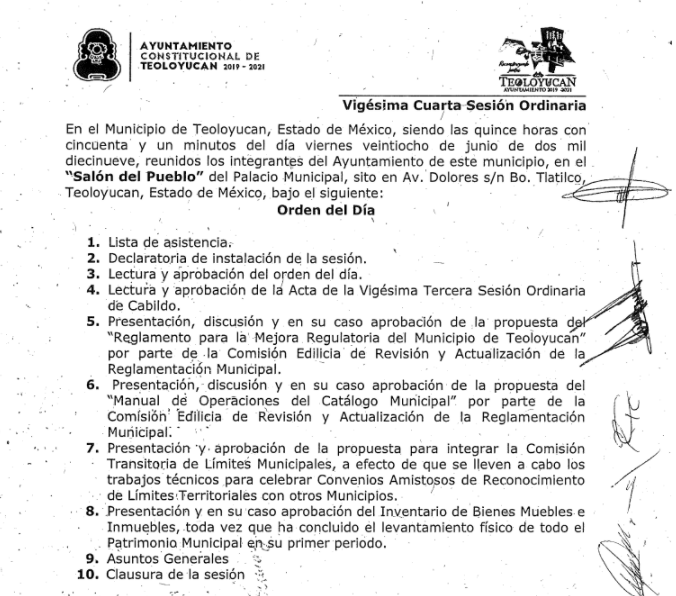 AYUNTAMIENTO
CONSTITUCIONAL DE
TEOLOYUCAN 2019 - 2021
Reconstruyendo
juntos
TEOLOYUCAN
AYUNTAMIENTO 2019 -2021
Vigésima Cuarta Sesión Ordinaria
En el Municipio de Teoloyucan, Estado de México, siendo las quince horas con
cincuenta y un minutos del día viernes veintiocho de junio de dos mil
diecinueve, reunidos los integrantes del Ayuntamiento de este municipio, en el
"Salón del Pueblo" del Palacio Municipal, sito en Av. Dolores s/n Bo. Tlatilco,
Teoloyucan, Estado de México, bajo el siguiente:
Orden del Día
1. Lista de asistencia.
2. Declaratoria de instalación de la sesión.
3. Lectura y aprobación del orden del día.
4. Lectura y aprobación de la Acta de la Vigésima Tercera Sesión Ordinaria
de Cabildo.
5. Presentación, discusión y en su caso aprobación de la propuesta del
"Reglamento para la Mejora Regulatoria del Municipio de Teoloyucan"
por parte de la Comisión Edilicia de Revisión y Actualización de la
Reglamentación Municipal.
6. Presentación, discusión y en su caso aprobación de la propuesta del
"Manual de Operaciones del Catálogo Municipal" por parte de la
Comisión Edilicia de Revisión y Actualización de la Reglamentación
Municipal.
7. Presentación y aprobación de la propuesta para integrar la Comisión
Transitoria de Límites Municipales, a efecto de que se lleven a cabo los
trabajos técnicos para celebrar Convenios Amistosos de Reconocimiento
de Límites Territoriales con otros Municipios.
8. Presentación y en su caso aprobación del Inventario de Bienes Muebles e
Inmuebles, toda vez que ha concluido el levantamiento físico de todo el
Patrimonio Municipal en su primer periodo.
9. Asuntos Generales
10. Clausura de la sesión